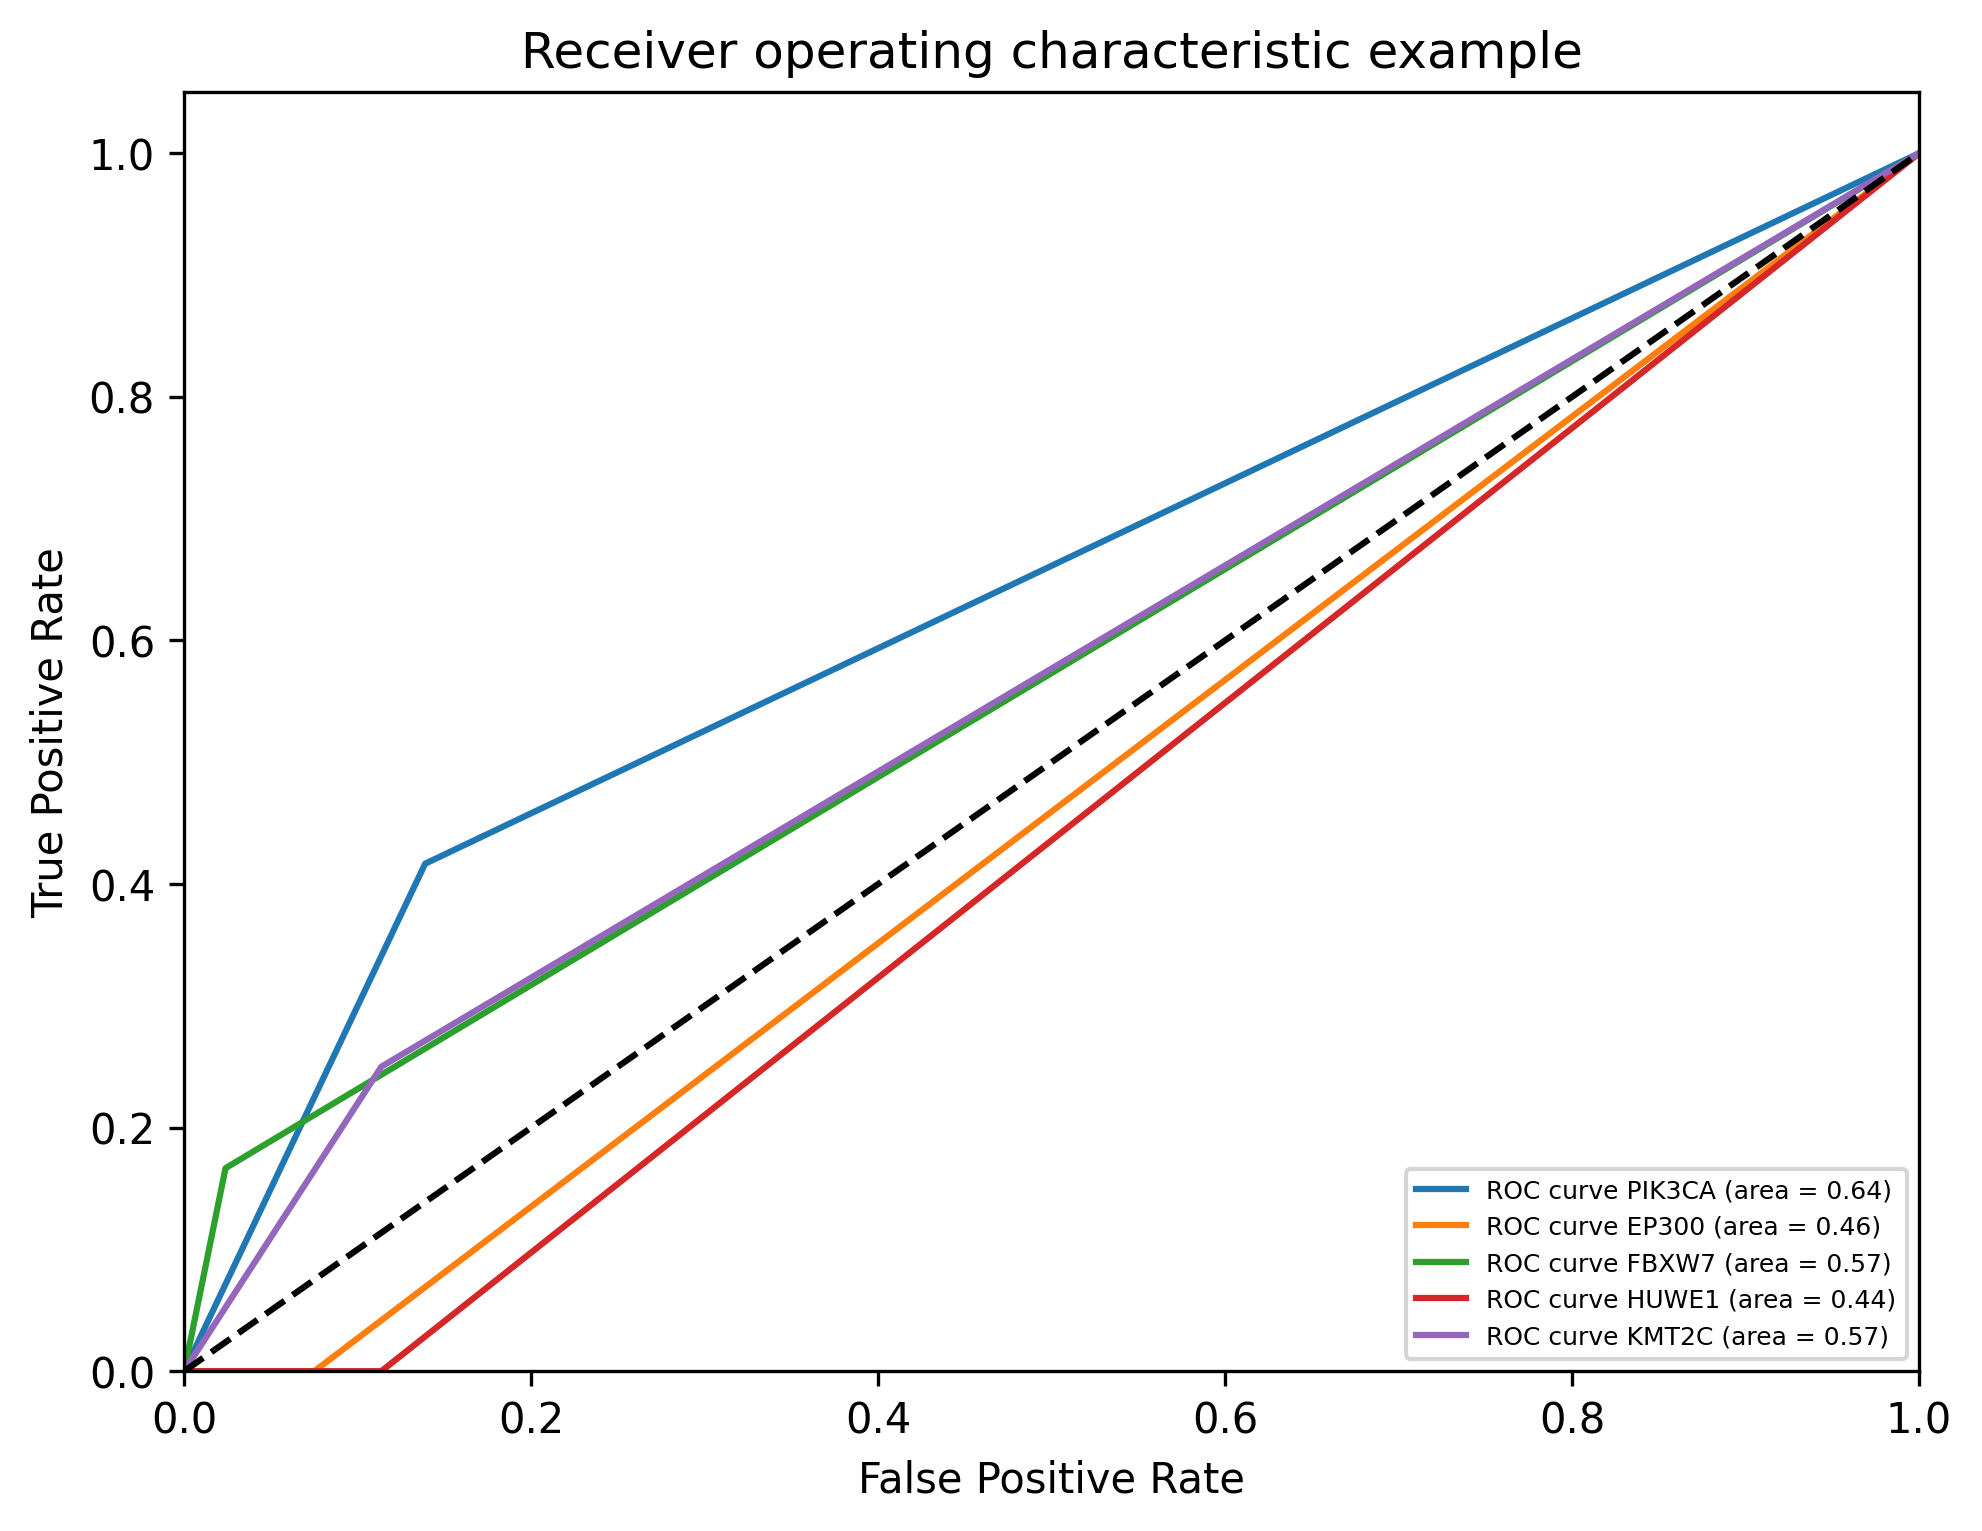 Receiver operating characteristic example
True Positive Rate
1.0
0.8
0.6
0.4
0.2
0.0
0.0 0.2 0.4 0.6 0.8 1.0
False Positive Rate
ROC curve PIK3CA (area = 0.64)
ROC curve EP300 (area = 0.46)
ROC curve FBXW7 (area = 0.57)
ROC curve HUWE1 (area = 0.44)
ROC curve KMT2C (area = 0.57)